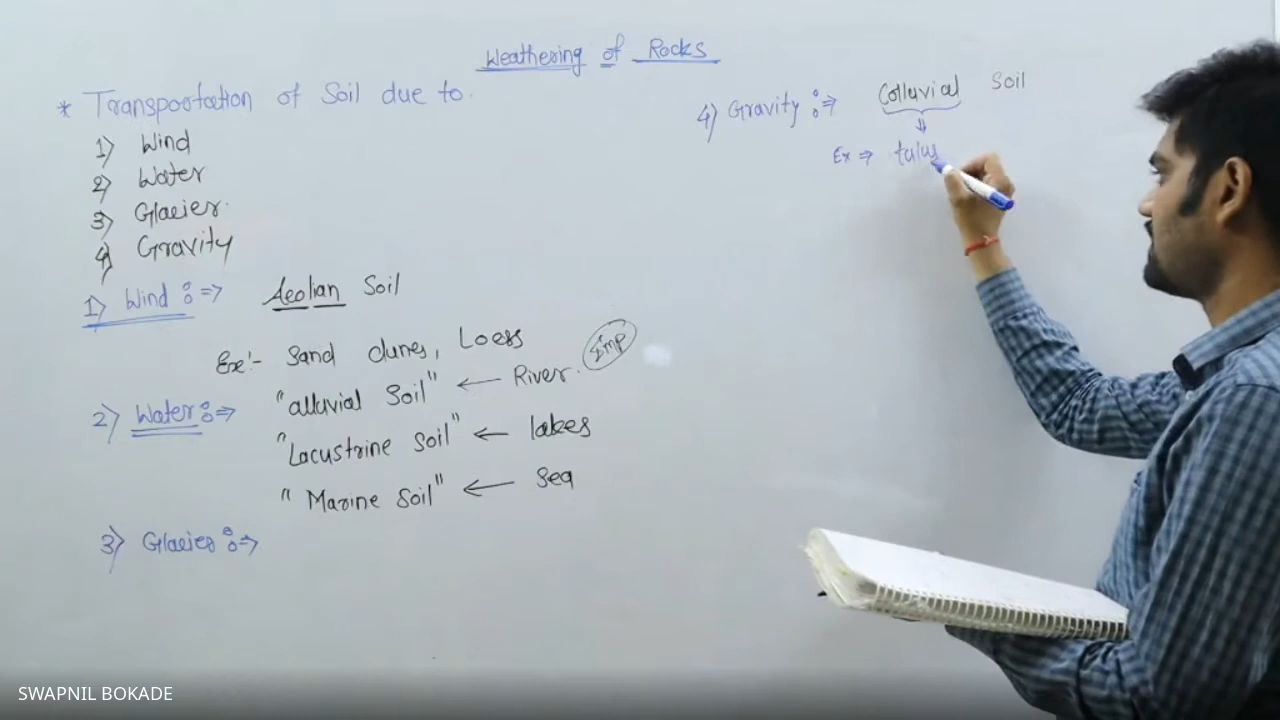 Weathering of Rocks
* Transportation of Soil due to.
1) Wind
2) Water
3) Glacier.
4) Gravity
1) Wind :⇒ Aeolian Soil
Ex:- Sand dunes, Loess
2) Water :⇒ "alluvial Soil" ← River. Imp
"Lacustrine Soil" ← lakes
"Marine Soil" ← Sea
3) Glacier :⇒
4) Gravity :⇒ Colluvial Soil
⇓
Ex ⇒ talus
SWAPNIL BOKADE